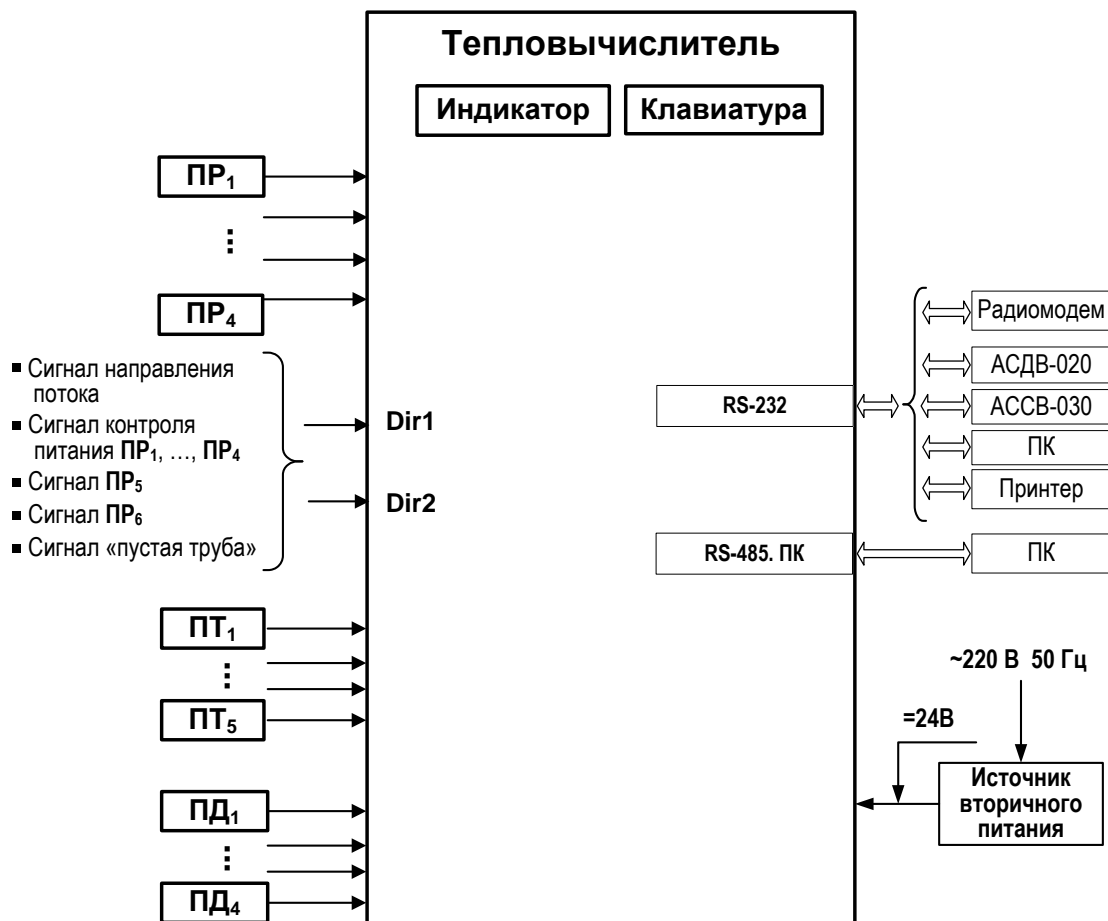 Тепловычислитель
Индикатор
Клавиатура
ПР₁
⋮
ПР₄
▪ Сигнал направления
потока
▪ Сигнал контроля
питания ПР₁, ..., ПР₄
▪ Сигнал ПР₅
▪ Сигнал ПР₆
▪ Сигнал «пустая труба»
Dir1
Dir2
ПТ₁
⋮
ПТ₅
ПД₁
⋮
ПД₄
RS-232
RS-485. ПК
Радиомодем
АСДВ-020
АССВ-030
ПК
Принтер
ПК
~220 В 50 Гц
=24В
Источник
вторичного
питания